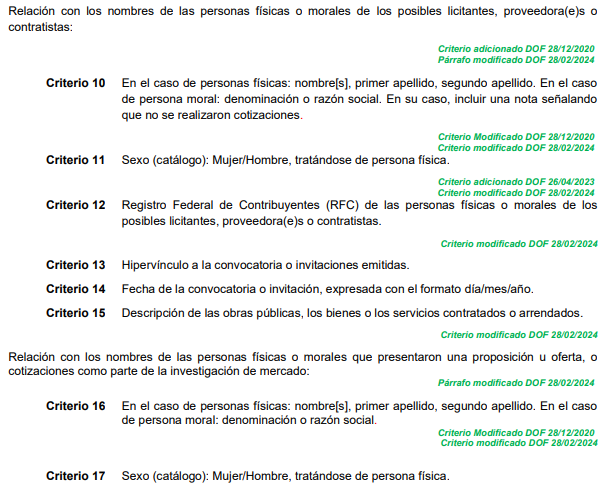 Relación con los nombres de las personas físicas o morales de los posibles licitantes, proveedora(e)s o
contratistas:
Criterio adicionado DOF 28/12/2020
Párrafo modificado DOF 28/02/2024
Criterio 10 En el caso de personas físicas: nombre[s], primer apellido, segundo apellido. En el caso
de persona moral: denominación o razón social. En su caso, incluir una nota señalando
que no se realizaron cotizaciones.
Criterio Modificado DOF 28/12/2020
Criterio modificado DOF 28/02/2024
Criterio 11 Sexo (catálogo): Mujer/Hombre, tratándose de persona física.
Criterio adicionado DOF 26/04/2023
Criterio modificado DOF 28/02/2024
Criterio 12 Registro Federal de Contribuyentes (RFC) de las personas físicas o morales de los
posibles licitantes, proveedora(e)s o contratistas.
Criterio modificado DOF 28/02/2024
Criterio 13 Hipervínculo a la convocatoria o invitaciones emitidas.
Criterio 14 Fecha de la convocatoria o invitación, expresada con el formato día/mes/año.
Criterio 15 Descripción de las obras públicas, los bienes o los servicios contratados o arrendados.
Criterio modificado DOF 28/02/2024
Relación con los nombres de las personas físicas o morales que presentaron una proposición u oferta, o
cotizaciones como parte de la investigación de mercado:
Párrafo modificado DOF 28/02/2024
Criterio 16 En el caso de personas físicas: nombre[s], primer apellido, segundo apellido. En el caso
de persona moral: denominación o razón social.
Criterio Modificado DOF 28/12/2020
Criterio modificado DOF 28/02/2024
Criterio 17 Sexo (catálogo): Mujer/Hombre, tratándose de persona física.